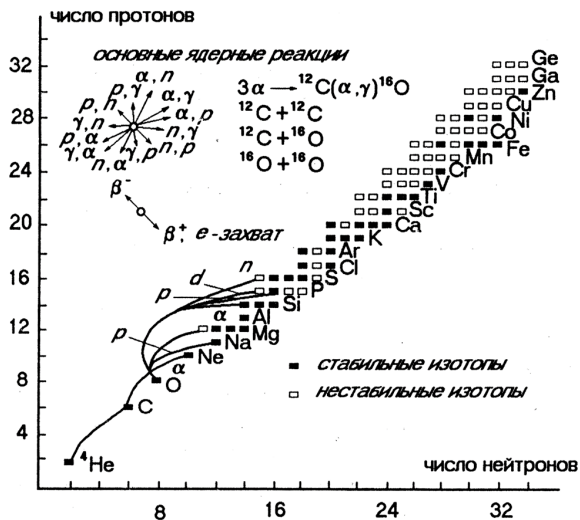 число протонов
основные ядерные реакции
α, n
p, γ
α, γ
p, n
α, p
γ, n
n, γ
p, α
n, p
γ, α
γ, p
n, α
3α → ¹²C(α,γ)¹⁶O
¹²C + ¹²C
¹²C + ¹⁶O
¹⁶O + ¹⁶O
β⁻
β⁺, e-захват
32
28
24
20
16
12
8
4
Ge
Ga
Zn
Cu
Ni
Co
Fe
Mn
Cr
V
Ti
Sc
Ca
K
Ar
Cl
n
S
d
P
p
Si
α
Al
Mg
p
Na
Ne
α
O
C
⁴He
стабильные изотопы
нестабильные изотопы
число нейтронов
8
16
24
32